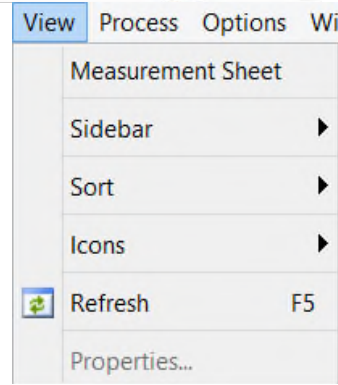 View Process Options Wi
Measurement Sheet
Sidebar
Sort
Icons
Refresh F5
Properties...